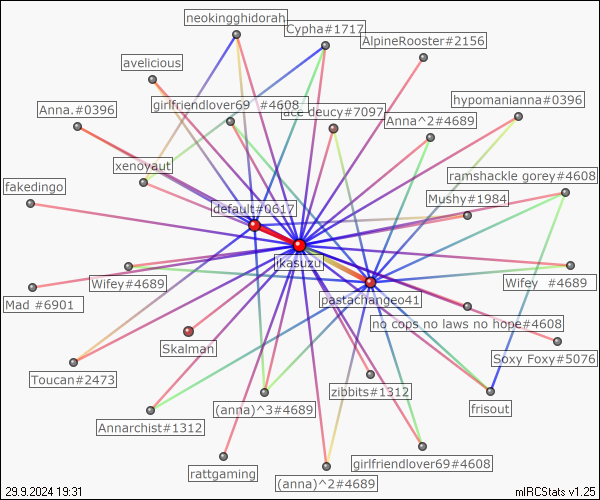 neokingghidorah
Cypha#1717
AlpineRooster#2156
avelicious
hypomanianna#0396
girlfriendlover69 #4608
Anna.#0396
ace deucy#7097
Anna^2#4689
xenoyaut
ramshackle gorey#4608
fakedingo
Mushy#1984
default#0617
jkasuzu
Wifey#4689
Wifey #4689
Mad #6901
pastachangeo41
no cops no laws no hope#4608
Skalman
Soxy Foxy#5076
Toucan#2473
zibbits#1312
(anna)^3#4689
frisout
Annarchist#1312
girlfriendlover69#4608
rattgaming
(anna)^2#4689
29.9.2024 19:31
mIRCStats v1.25